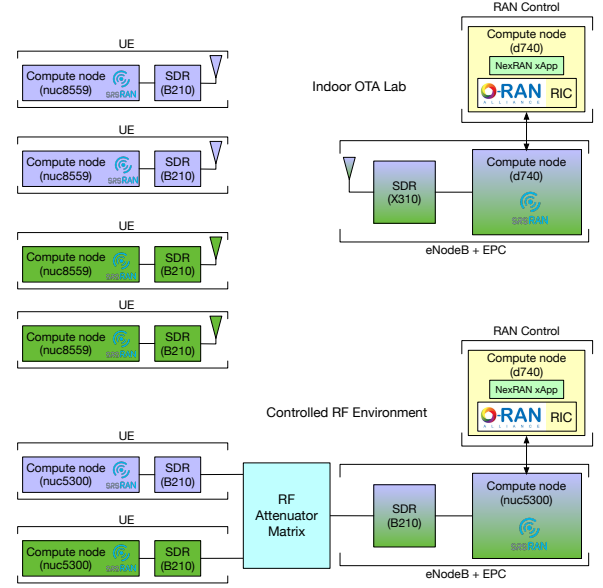 UE
Compute node
(nuc8559)
srsRAN
SDR
(B210)
UE
Compute node
(nuc8559)
srsRAN
SDR
(B210)
UE
Compute node
(nuc8559)
srsRAN
SDR
(B210)
UE
Compute node
(nuc8559)
srsRAN
SDR
(B210)
Indoor OTA Lab
RAN Control
Compute node
(d740)
NexRAN xApp
O-RAN
ALLIANCE
RIC
SDR
(X310)
Compute node
(d740)
srsRAN
eNodeB + EPC
Controlled RF Environment
UE
Compute node
(nuc5300)
srsRAN
SDR
(B210)
UE
Compute node
(nuc5300)
srsRAN
SDR
(B210)
RF
Attenuator
Matrix
RAN Control
Compute node
(d740)
NexRAN xApp
O-RAN
ALLIANCE
RIC
SDR
(B210)
Compute node
(nuc5300)
srsRAN
eNodeB + EPC